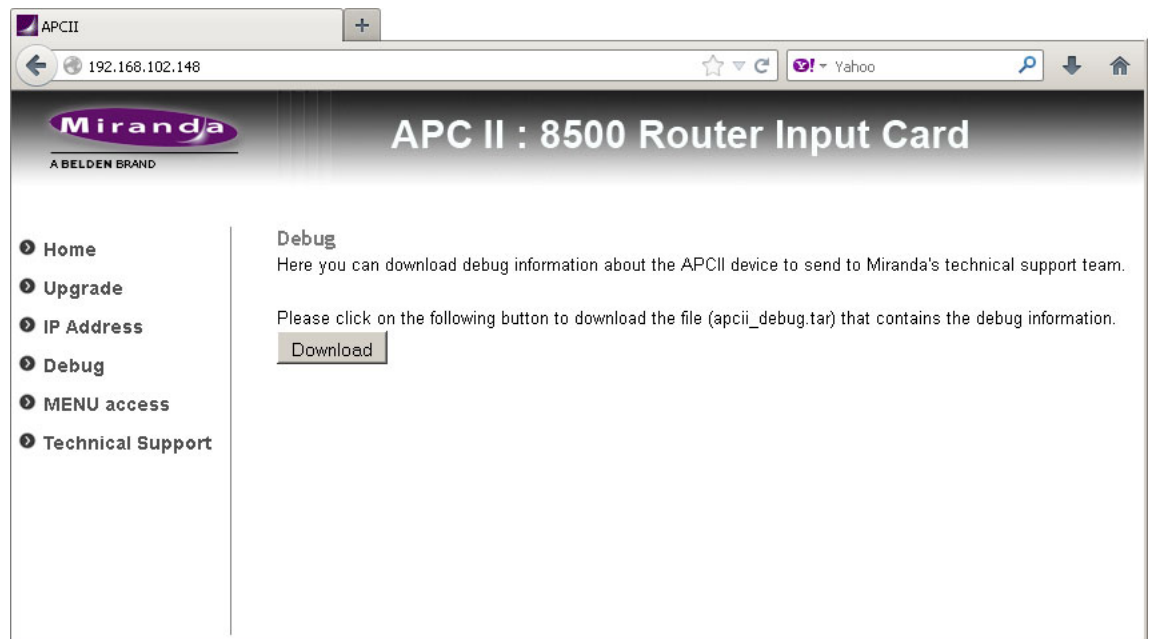 APCII
192.168.102.148
Yahoo
Miranda
A BELDEN BRAND
APC II : 8500 Router Input Card
Home
Upgrade
IP Address
Debug
MENU access
Technical Support
Debug
Here you can download debug information about the APCII device to send to Miranda's technical support team.
Please click on the following button to download the file (apcii_debug.tar) that contains the debug information.
Download